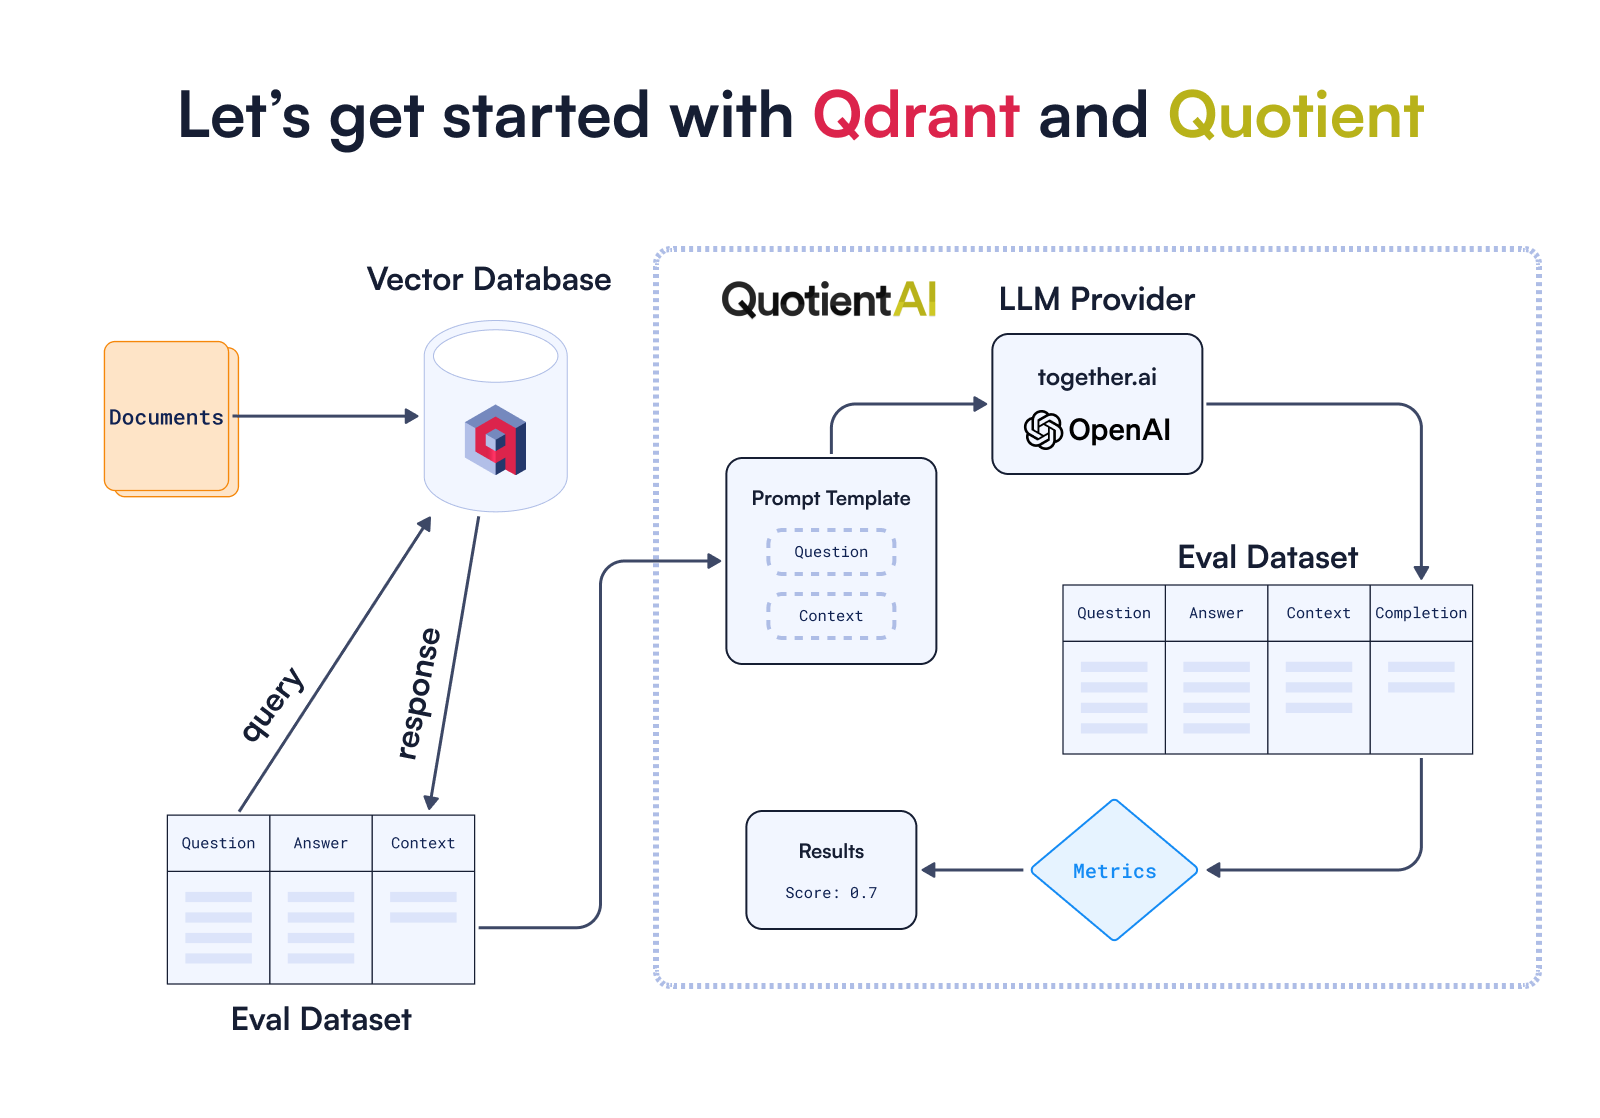 Let's get started with Qdrant and Quotient
Vector Database
Documents
query
response
Question Answer Context
Eval Dataset
QuotientAI
LLM Provider
together.ai
OpenAI
Prompt Template
Question
Context
Eval Dataset
Question Answer Context Completion
Metrics
Results
Score: 0.7